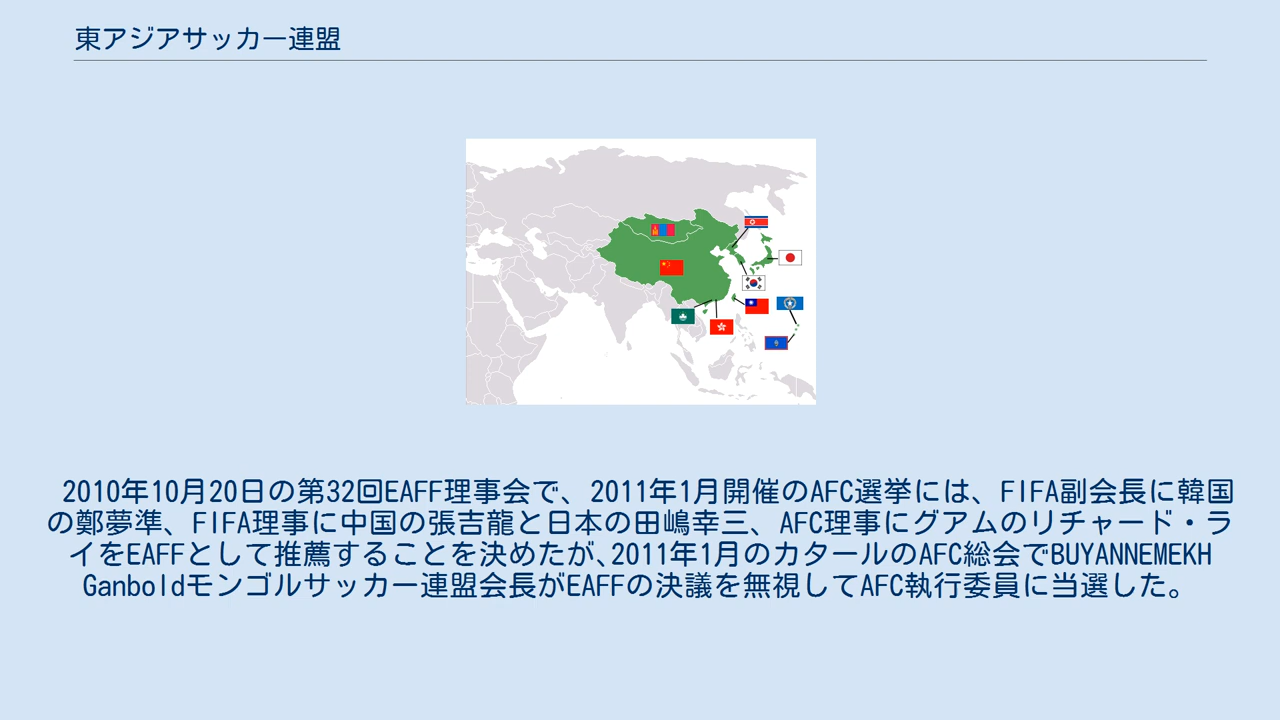 東アジアサッカー連盟
2010年10月20日の第32回EAFF理事会で、2011年1月開催のAFC選挙には、FIFA副会長に韓国
の鄭夢準、FIFA理事に中国の張吉龍と日本の田嶋幸三、AFC理事にグアムのリチャード・ラ
イをEAFFとして推薦することを決めたが､2011年1月のカタールのAFC総会でBUYANNEMEKH
Ganboldモンゴルサッカー連盟会長がEAFFの決議を無視してAFC執行委員に当選した。